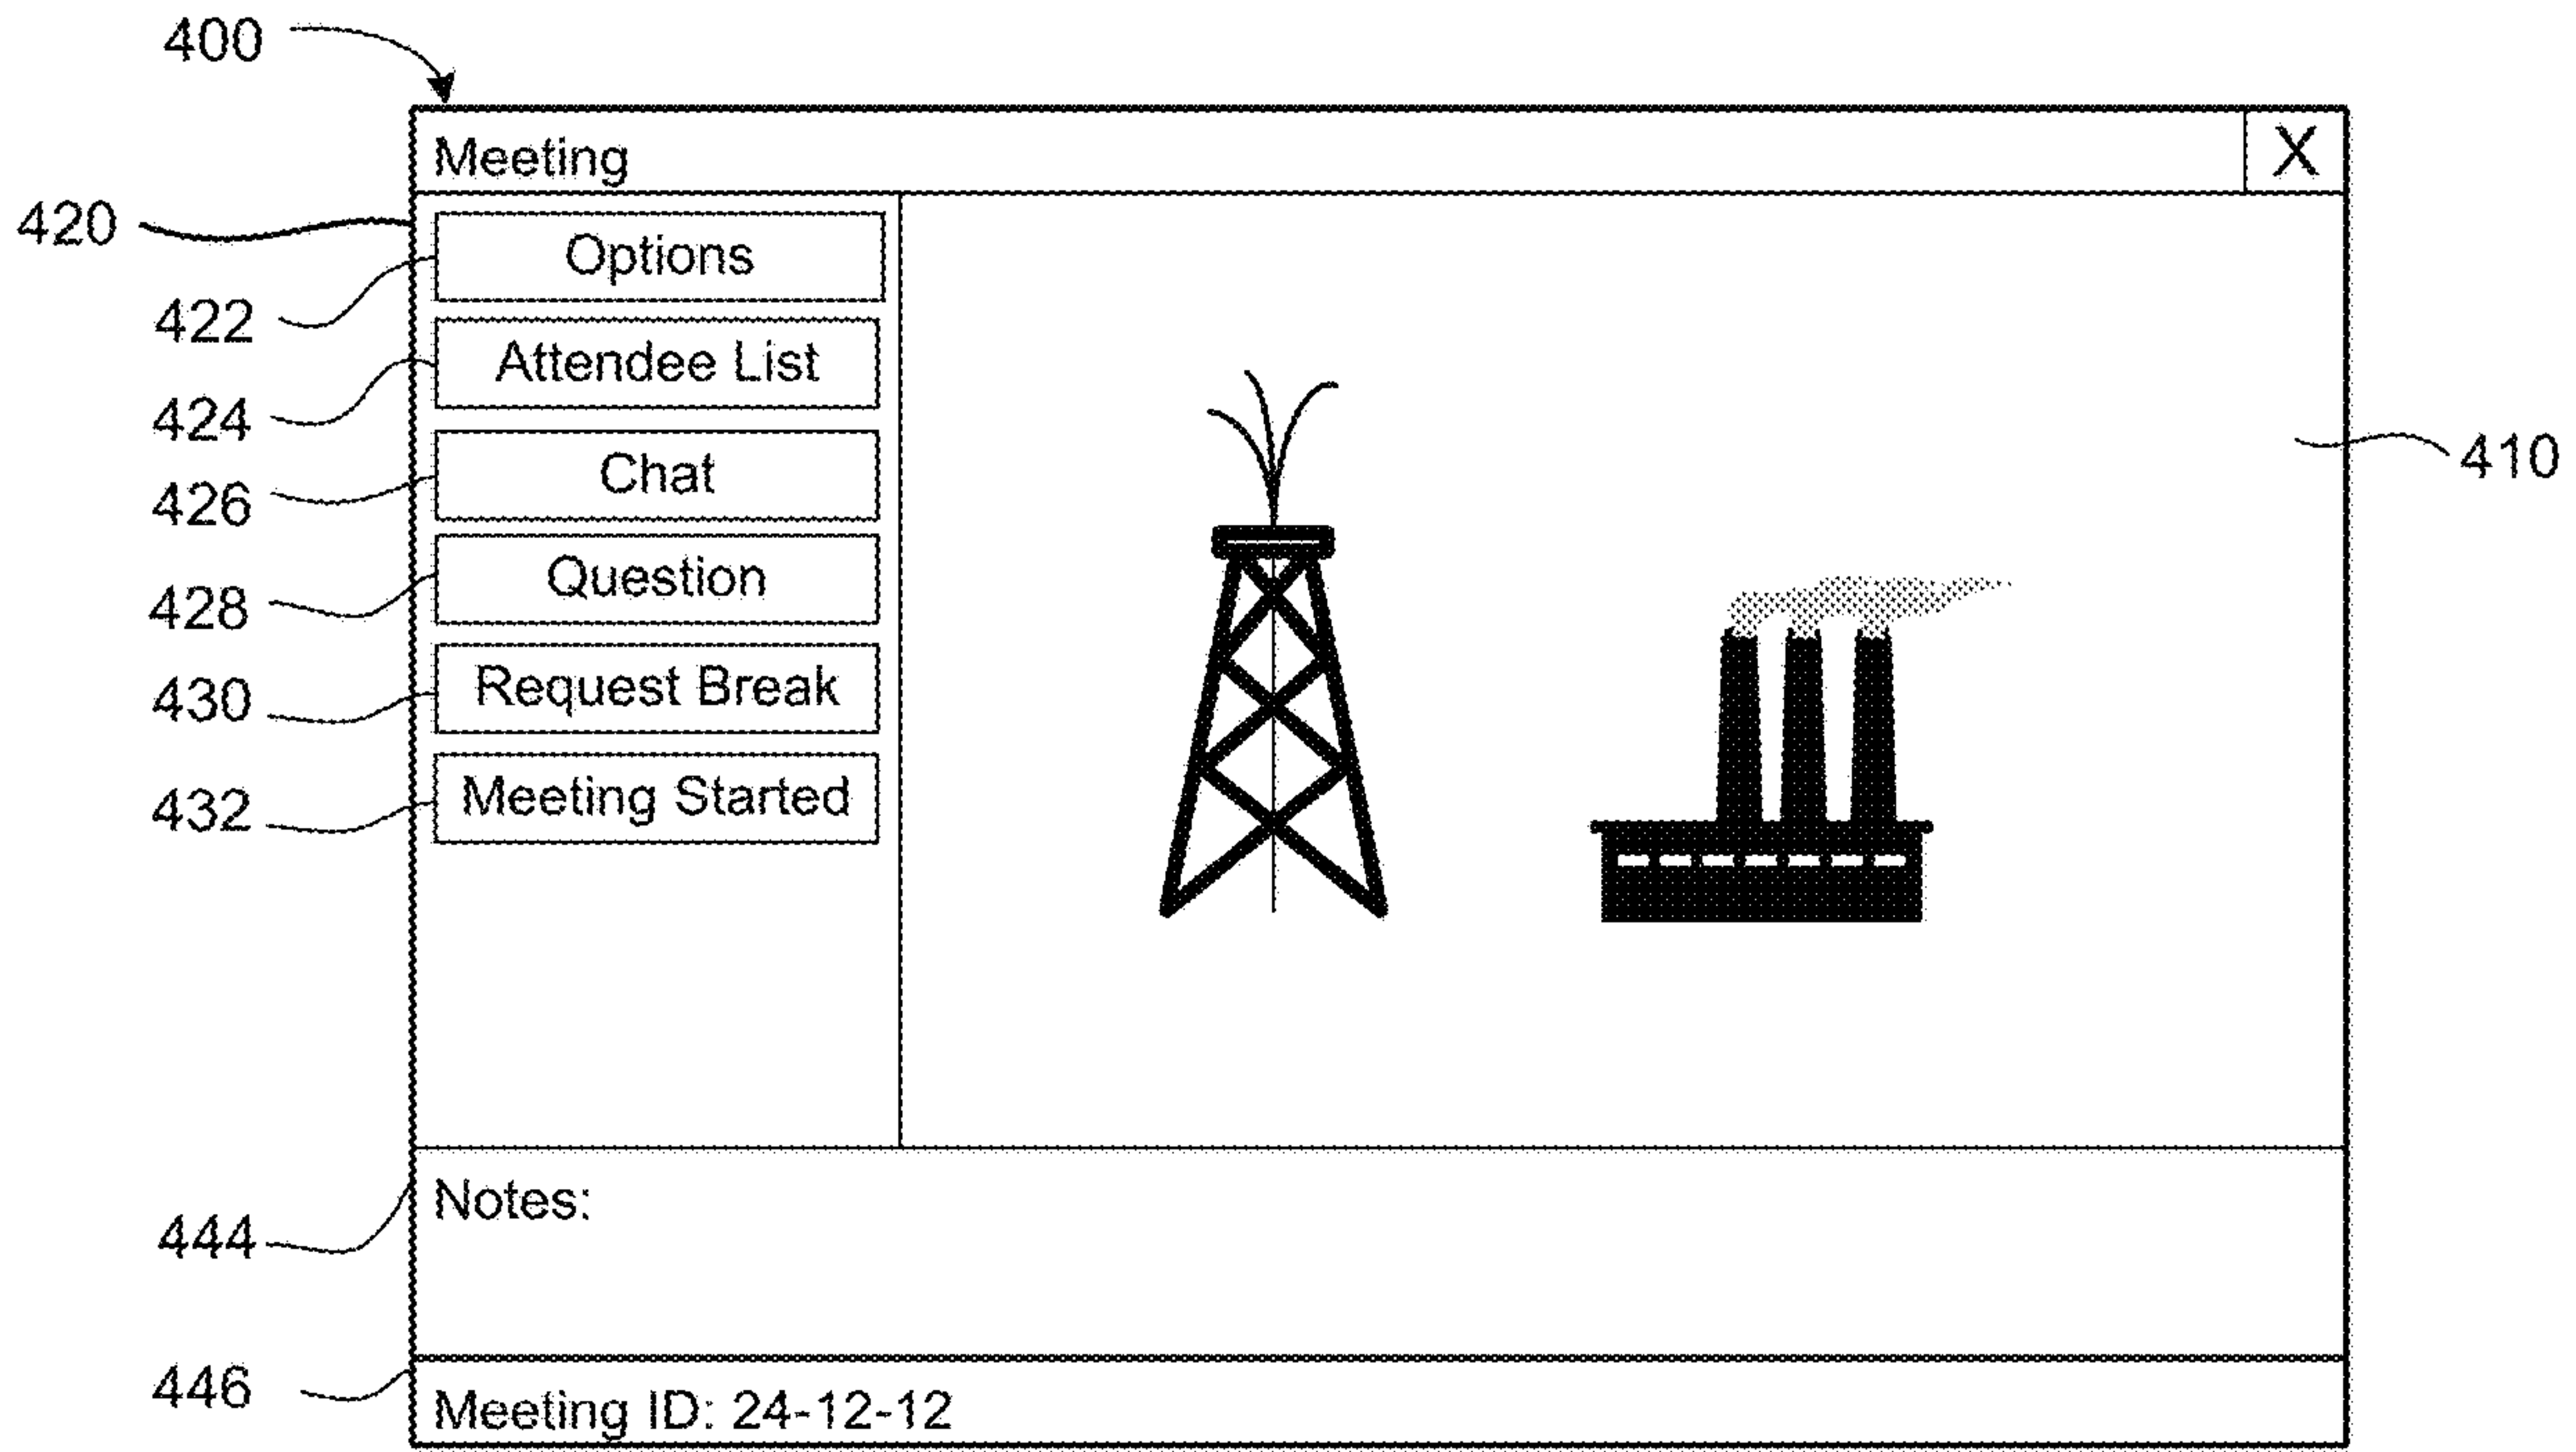 400
Meeting X
420
Options
422
Attendee List
424
410
Chat
426
Question
428
Request Break
430
Meeting Started
432
Notes:
444
446
Meeting ID: 24-12-12